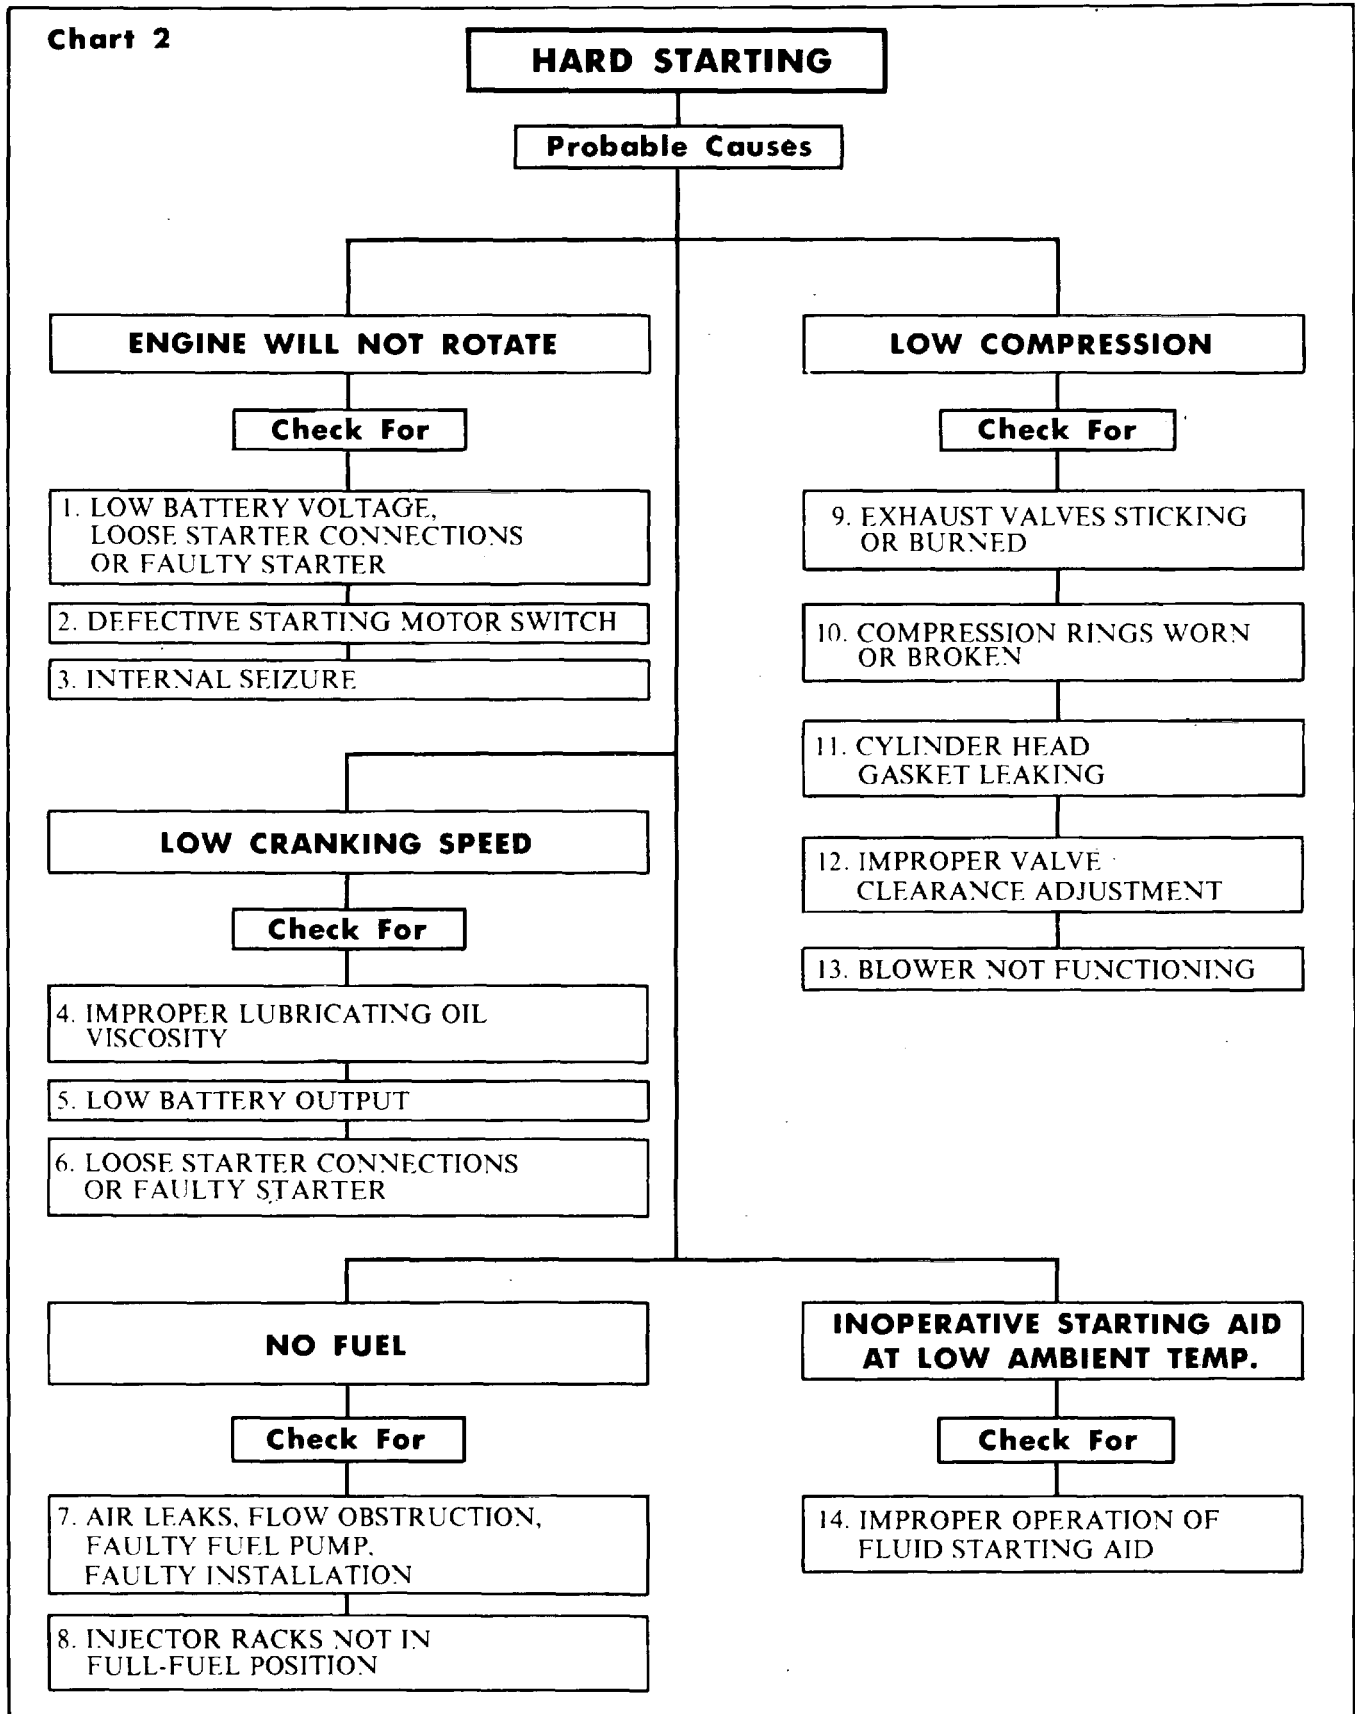 Chart 2
HARD STARTING
Probable Causes
ENGINE WILL NOT ROTATE
Check For
1. LOW BATTERY VOLTAGE,
LOOSE STARTER CONNECTIONS
OR FAULTY STARTER
2. DEFECTIVE STARTING MOTOR SWITCH
3. INTERNAL SEIZURE
LOW CRANKING SPEED
Check For
4. IMPROPER LUBRICATING OIL
VISCOSITY
5. LOW BATTERY OUTPUT
6. LOOSE STARTER CONNECTIONS
OR FAULTY STARTER
NO FUEL
Check For
7. AIR LEAKS, FLOW OBSTRUCTION,
FAULTY FUEL PUMP,
FAULTY INSTALLATION
8. INJECTOR RACKS NOT IN
FULL-FUEL POSITION
LOW COMPRESSION
Check For
9. EXHAUST VALVES STICKING
OR BURNED
10. COMPRESSION RINGS WORN
OR BROKEN
11. CYLINDER HEAD
GASKET LEAKING
12. IMPROPER VALVE
CLEARANCE ADJUSTMENT
13. BLOWER NOT FUNCTIONING
INOPERATIVE STARTING AID
AT LOW AMBIENT TEMP.
Check For
14. IMPROPER OPERATION OF
FLUID STARTING AID